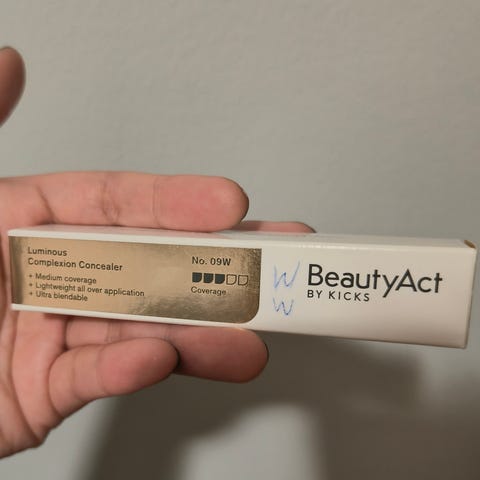 Luminous
Complexion Concealer
+ Medium coverage
+ Lightweight all over application
+ Ultra blendable
No. 09W
Coverage
W
W
BeautyAct
BY KICKS